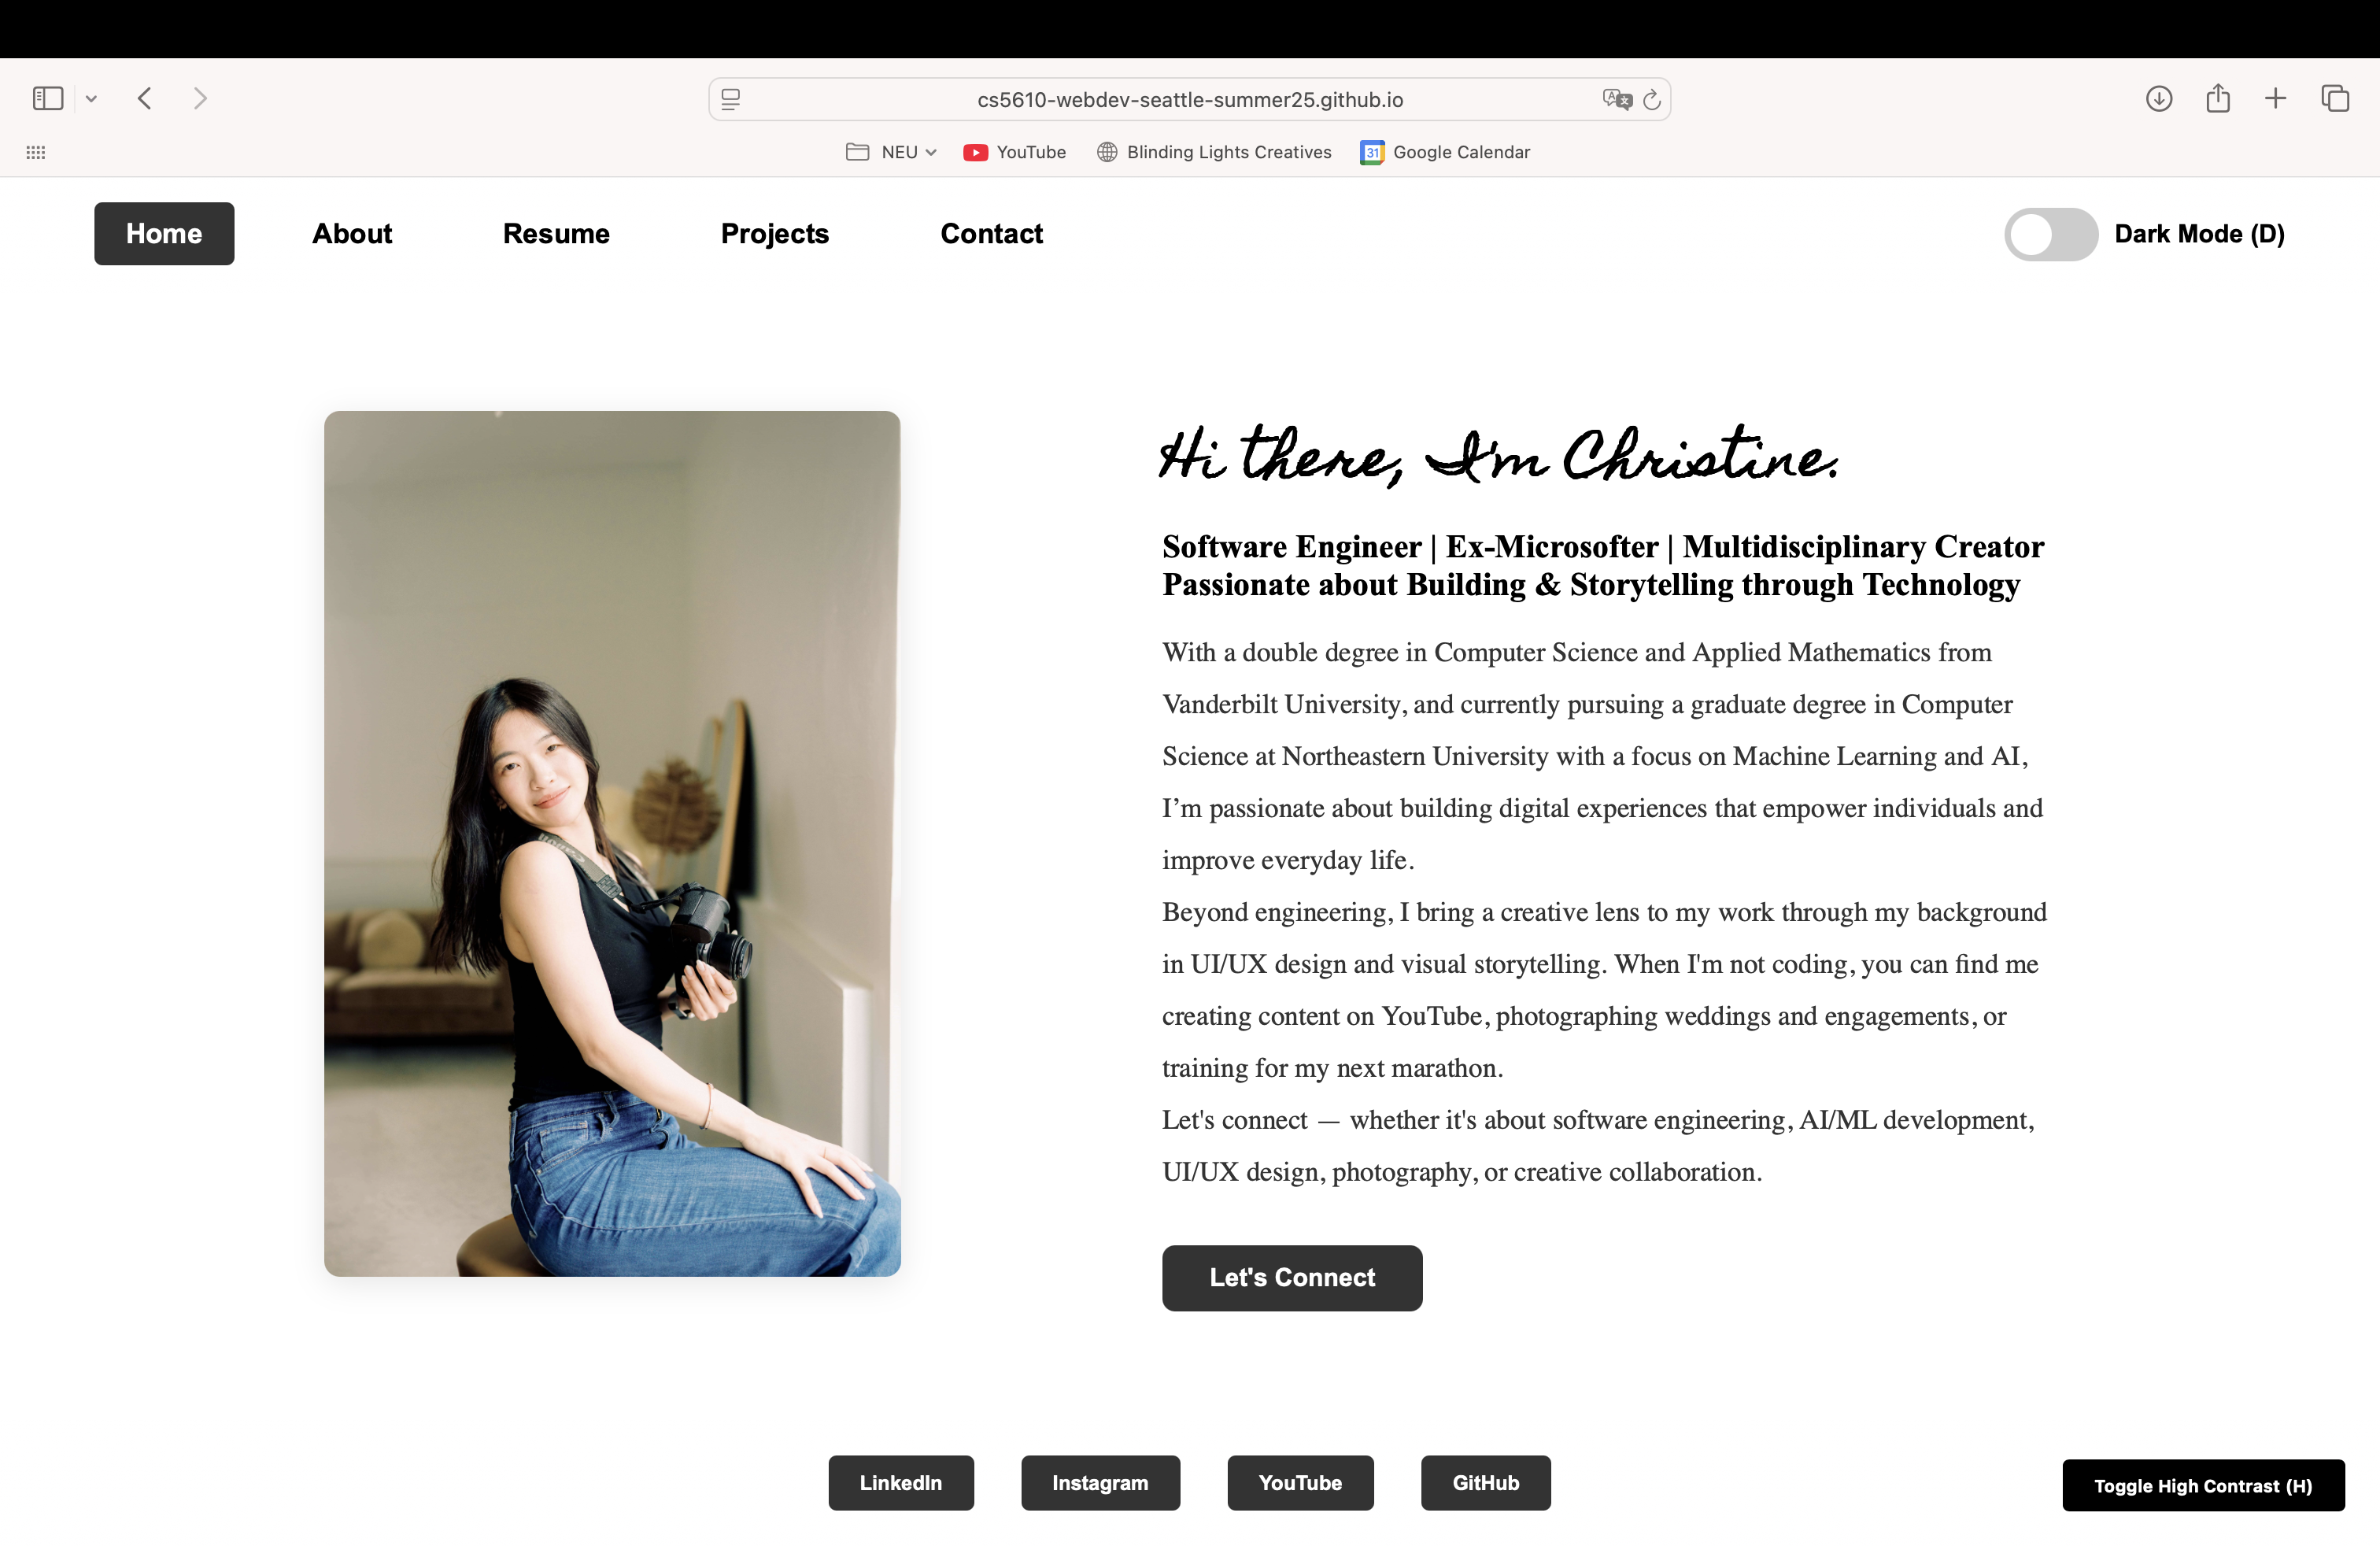 cs5610-webdev-seattle-summer25.github.io
NEU YouTube Blinding Lights Creatives 31 Google Calendar
Home About Resume Projects Contact Dark Mode (D)
Hi there, I'm Christine.
Software Engineer | Ex-Microsofter | Multidisciplinary Creator
Passionate about Building & Storytelling through Technology
With a double degree in Computer Science and Applied Mathematics from
Vanderbilt University, and currently pursuing a graduate degree in Computer
Science at Northeastern University with a focus on Machine Learning and AI,
I’m passionate about building digital experiences that empower individuals and
improve everyday life.
Beyond engineering, I bring a creative lens to my work through my background
in UI/UX design and visual storytelling. When I'm not coding, you can find me
creating content on YouTube, photographing weddings and engagements, or
training for my next marathon.
Let's connect — whether it's about software engineering, AI/ML development,
UI/UX design, photography, or creative collaboration.
Let's Connect
LinkedIn Instagram YouTube GitHub Toggle High Contrast (H)